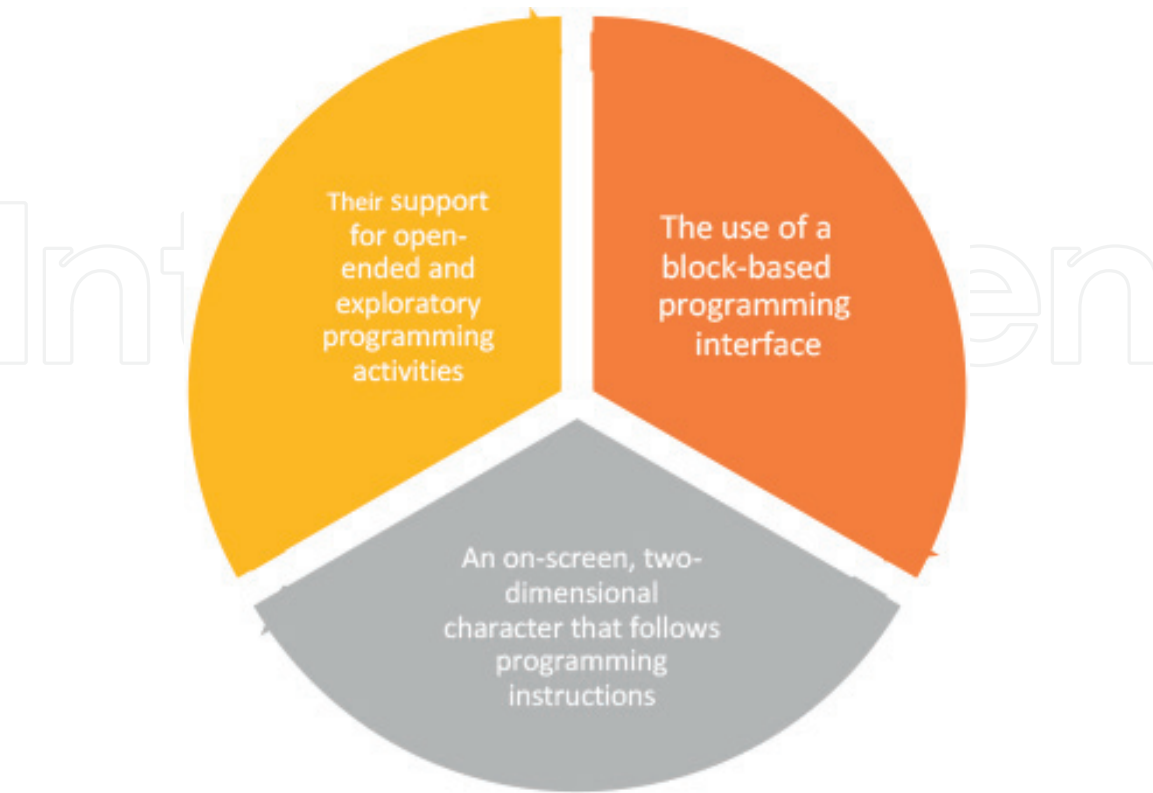 Their support
for open-
ended and
exploratory
programming
activities
The use of a
block-based
programming
interface
An on-screen, two-
dimensional
character that follows
programming
instructions